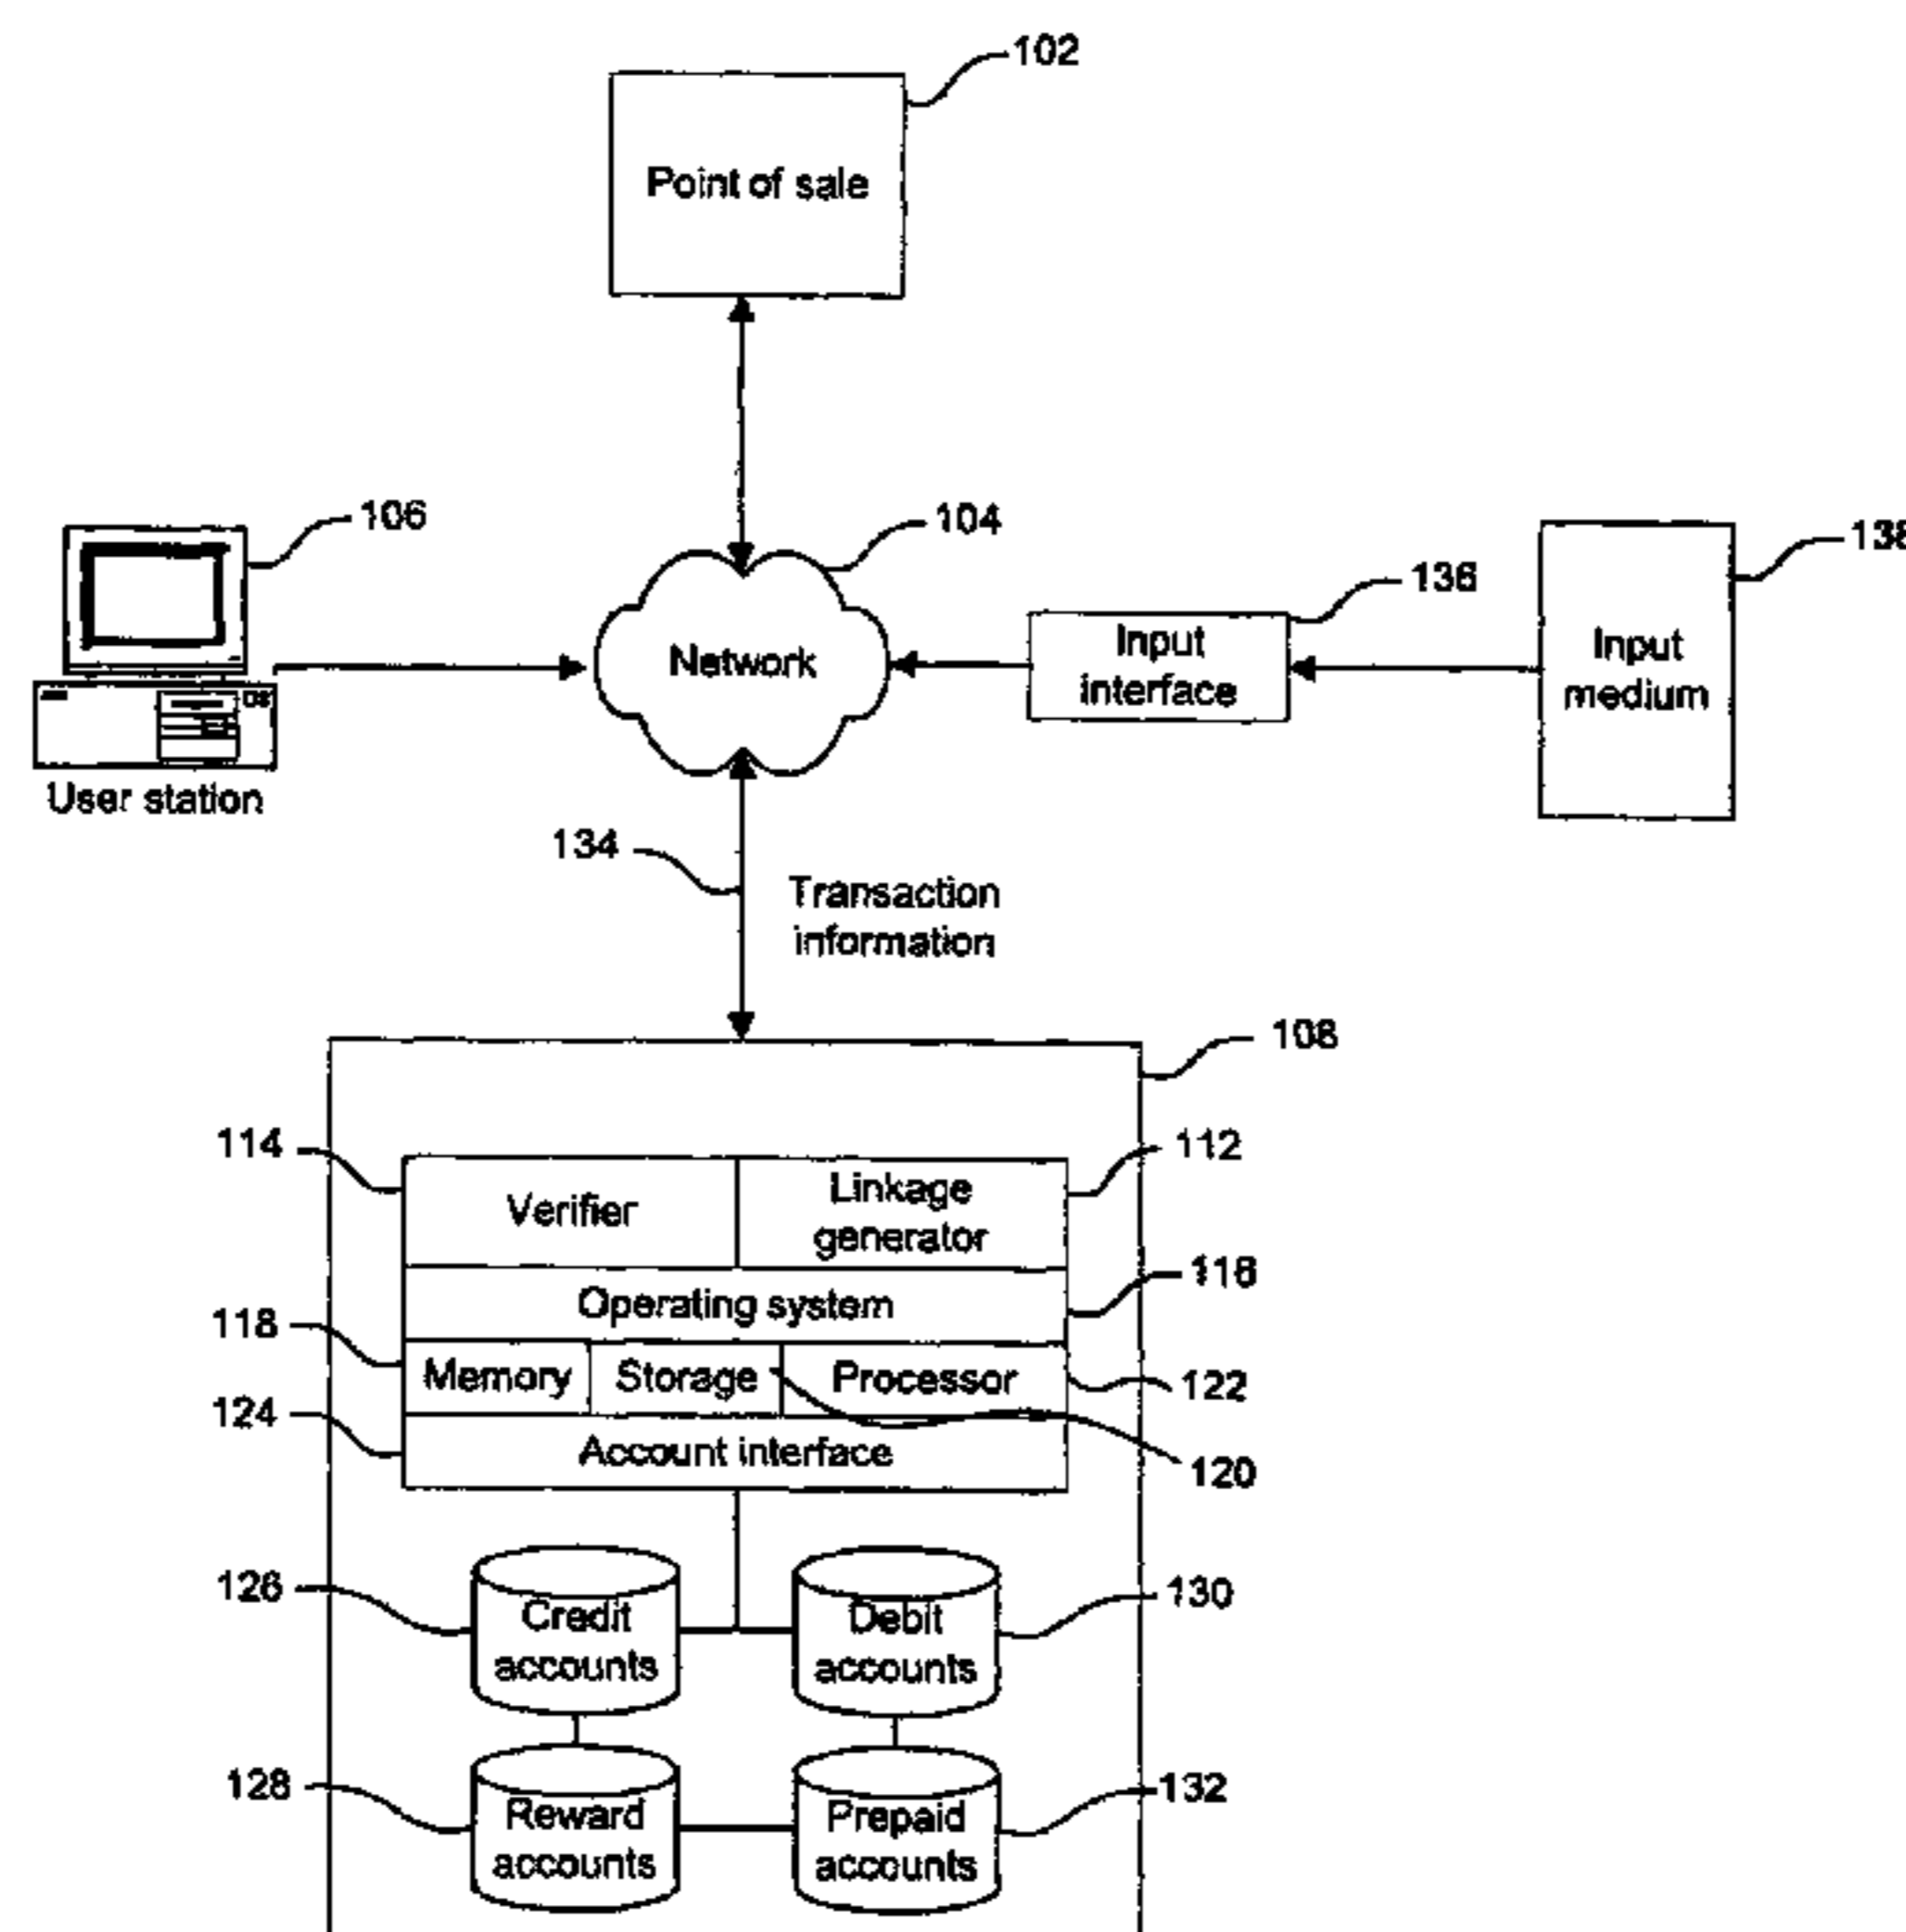 102
Point of sale
106
104
136
138
Network
Input
interface
Input
medium
User station
134
Transaction
information
108
114
112
Verifier
Linkage
generator
116
Operating system
118
Memory
Storage
Processor
122
124
Account interface
120
126
130
Credit
accounts
Debit
accounts
128
132
Reward
accounts
Prepaid
accounts